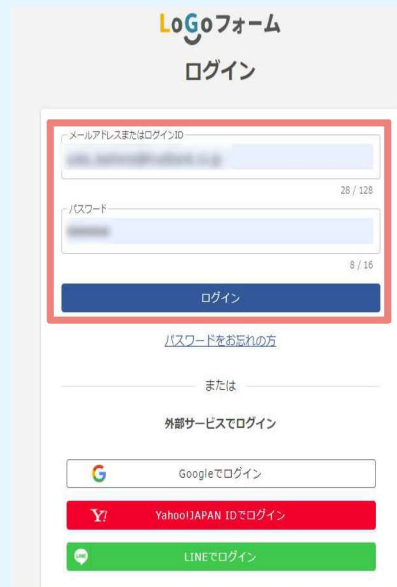 LoGoフォーム
ログイン
メールアドレスまたはログインID
28 / 128
パスワード
8 / 16
ログイン
パスワードをお忘れの方
または
外部サービスでログイン
G
Googleでログイン
Y!
Yahoo!JAPAN IDでログイン
LINE
LINEでログイン